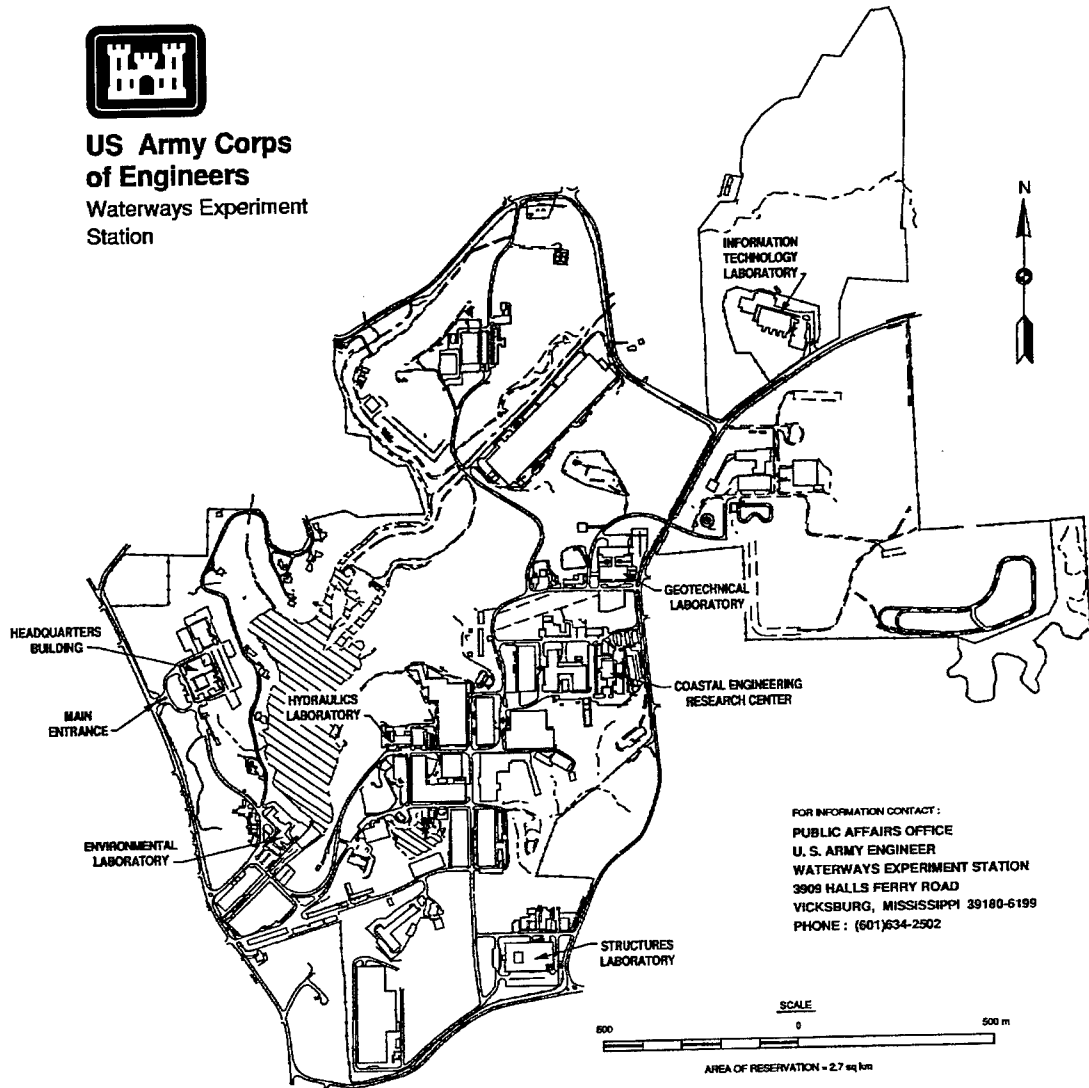 US Army Corps
of Engineers
Waterways Experiment
Station
N
INFORMATION
TECHNOLOGY
LABORATORY
GEOTECHNICAL
LABORATORY
HEADQUARTERS
BUILDING
MAIN
ENTRANCE
HYDRAULICS
LABORATORY
COASTAL ENGINEERING
RESEARCH CENTER
ENVIRONMENTAL
LABORATORY
STRUCTURES
LABORATORY
FOR INFORMATION CONTACT :
PUBLIC AFFAIRS OFFICE
U. S. ARMY ENGINEER
WATERWAYS EXPERIMENT STATION
3909 HALLS FERRY ROAD
VICKSBURG, MISSISSIPPI 39180-6199
PHONE : (601)634-2502
SCALE
500 0 500 m
AREA OF RESERVATION = 2.7 sq km